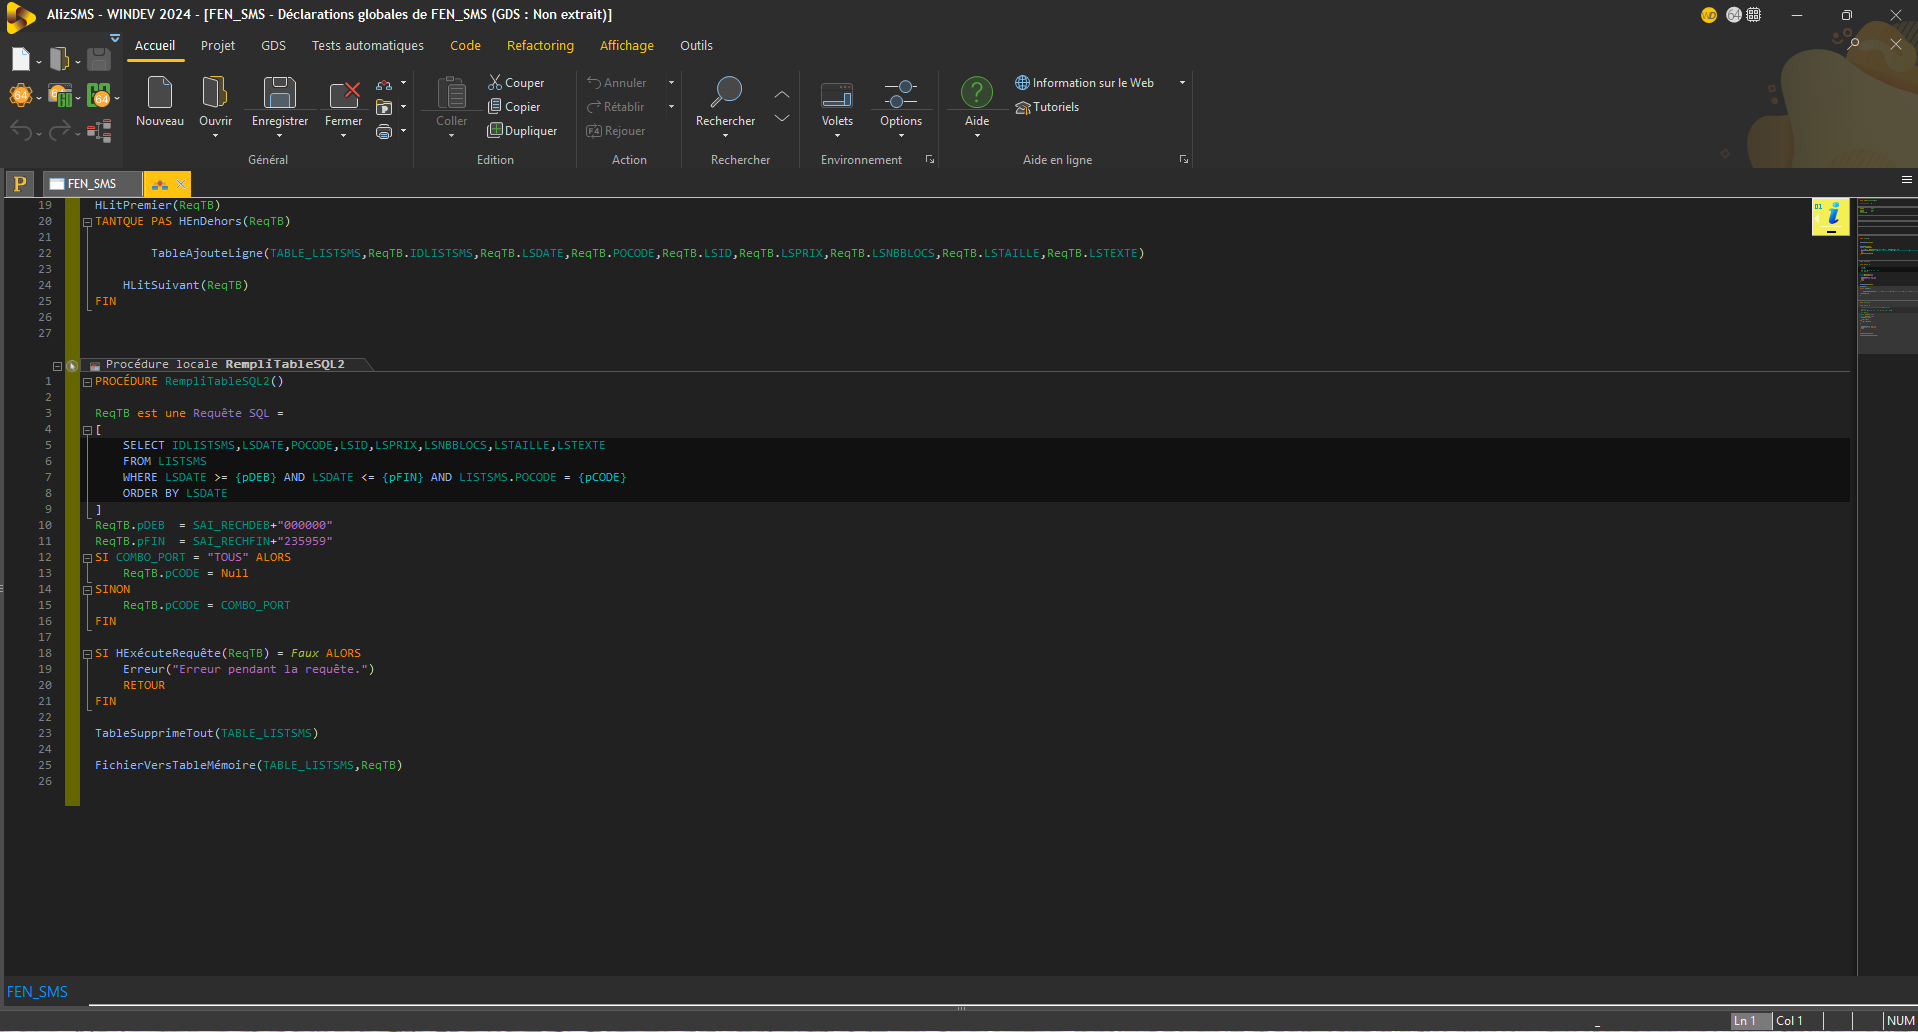 AlizSMS - WINDEV 2024 - [FEN_SMS - Déclarations globales de FEN_SMS (GDS : Non extrait)]
WD 64
Accueil Projet GDS Tests automatiques Code Refactoring Affichage Outils
Nouveau Ouvrir Enregistrer Fermer
Général
Coller Couper
Copier
Dupliquer
Edition
Annuler
Rétablir
F4 Rejouer
Action
Rechercher
Rechercher
Volets Options
Environnement
Aide Information sur le Web
Tutoriels
Aide en ligne
64
GO
64
P FEN_SMS
01 i
19 HLitPremier(ReqTB)
20 TANTQUE PAS HEnDehors(ReqTB)
21
22 TableAjouteLigne(TABLE_LISTSMS,ReqTB.IDLISTSMS,ReqTB.LSDATE,ReqTB.POCODE,ReqTB.LSID,ReqTB.LSPRIX,ReqTB.LSNBBLOCS,ReqTB.LSTAILLE,ReqTB.LSTEXTE)
23
24 HLitSuivant(ReqTB)
25 FIN
26
27
Procédure locale RempliTableSQL2
1 PROCÉDURE RempliTableSQL2()
2
3 ReqTB est une Requête SQL =
4 [
5 SELECT IDLISTSMS,LSDATE,POCODE,LSID,LSPRIX,LSNBBLOCS,LSTAILLE,LSTEXTE
6 FROM LISTSMS
7 WHERE LSDATE >= {pDEB} AND LSDATE <= {pFIN} AND LISTSMS.POCODE = {pCODE}
8 ORDER BY LSDATE
9 ]
10 ReqTB.pDEB = SAI_RECHDEB+"000000"
11 ReqTB.pFIN = SAI_RECHFIN+"235959"
12 SI COMBO_PORT = "TOUS" ALORS
13 ReqTB.pCODE = Null
14 SINON
15 ReqTB.pCODE = COMBO_PORT
16 FIN
17
18 SI HExécuteRequête(ReqTB) = Faux ALORS
19 Erreur("Erreur pendant la requête.")
20 RETOUR
21 FIN
22
23 TableSupprimeTout(TABLE_LISTSMS)
24
25 FichierVersTableMémoire(TABLE_LISTSMS,ReqTB)
26
FEN_SMS
Ln 1 Col 1 NUM